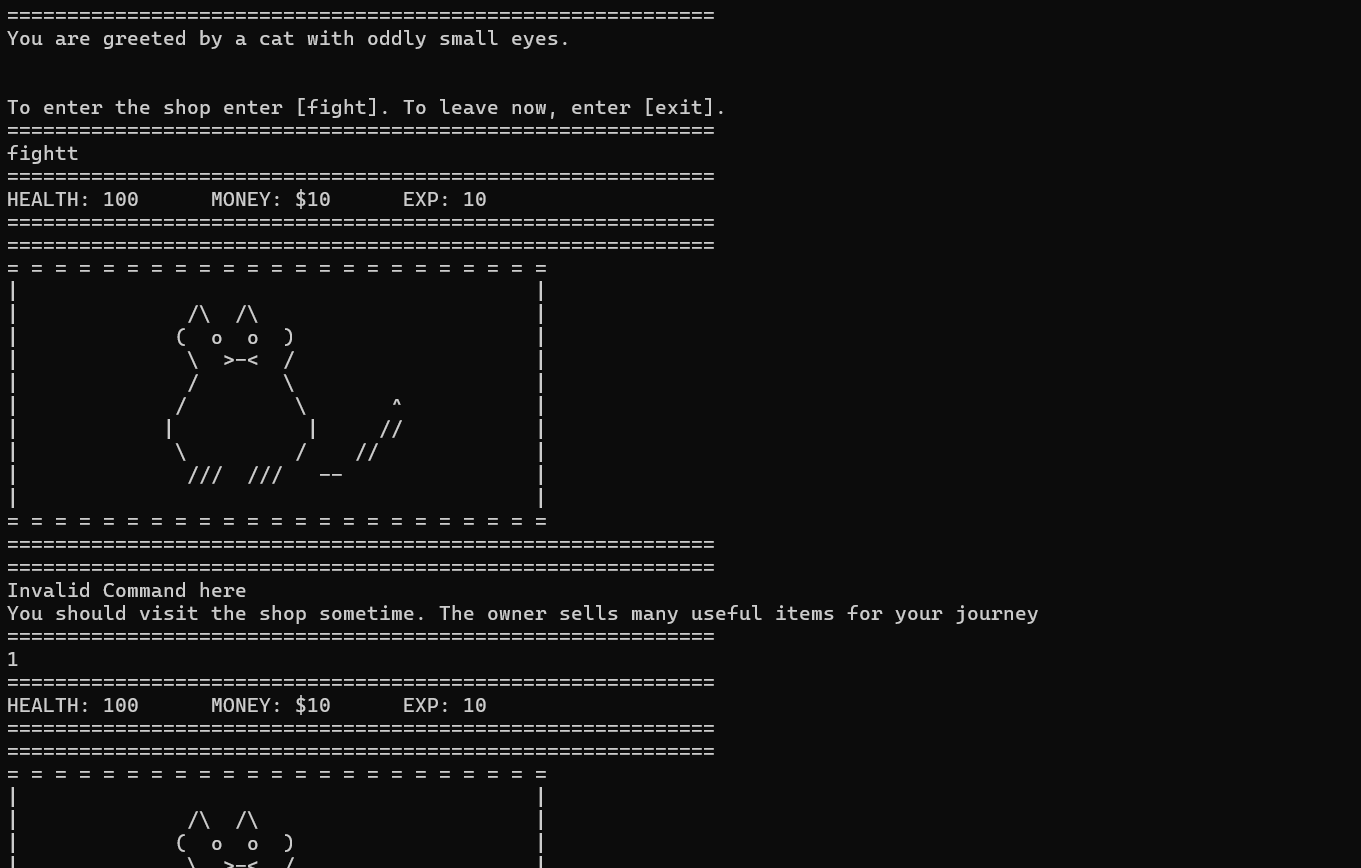 ===========================================================
You are greeted by a cat with oddly small eyes.
To enter the shop enter [fight]. To leave now, enter [exit].
===========================================================
fightt
===========================================================
HEALTH: 100      MONEY: $10      EXP: 10
===========================================================
===========================================================
= = = = = = = = = = = = = = = = = = = = = = =
|                                           |
|              /\  /\                       |
|             (  o  o  )                    |
|              \  >-<  /                    |
|              /       \                    |
|             /         \       ^           |
|            |           |     //           |
|             \         /    //             |
|              ///  ///   --                |
|                                           |
= = = = = = = = = = = = = = = = = = = = = = =
===========================================================
===========================================================
Invalid Command here
You should visit the shop sometime. The owner sells many useful items for your journey
===========================================================
1
===========================================================
HEALTH: 100      MONEY: $10      EXP: 10
===========================================================
===========================================================
= = = = = = = = = = = = = = = = = = = = = = =
|                                           |
|              /\  /\                       |
|             (  o  o  )                    |
|              \  >-<  /                    |